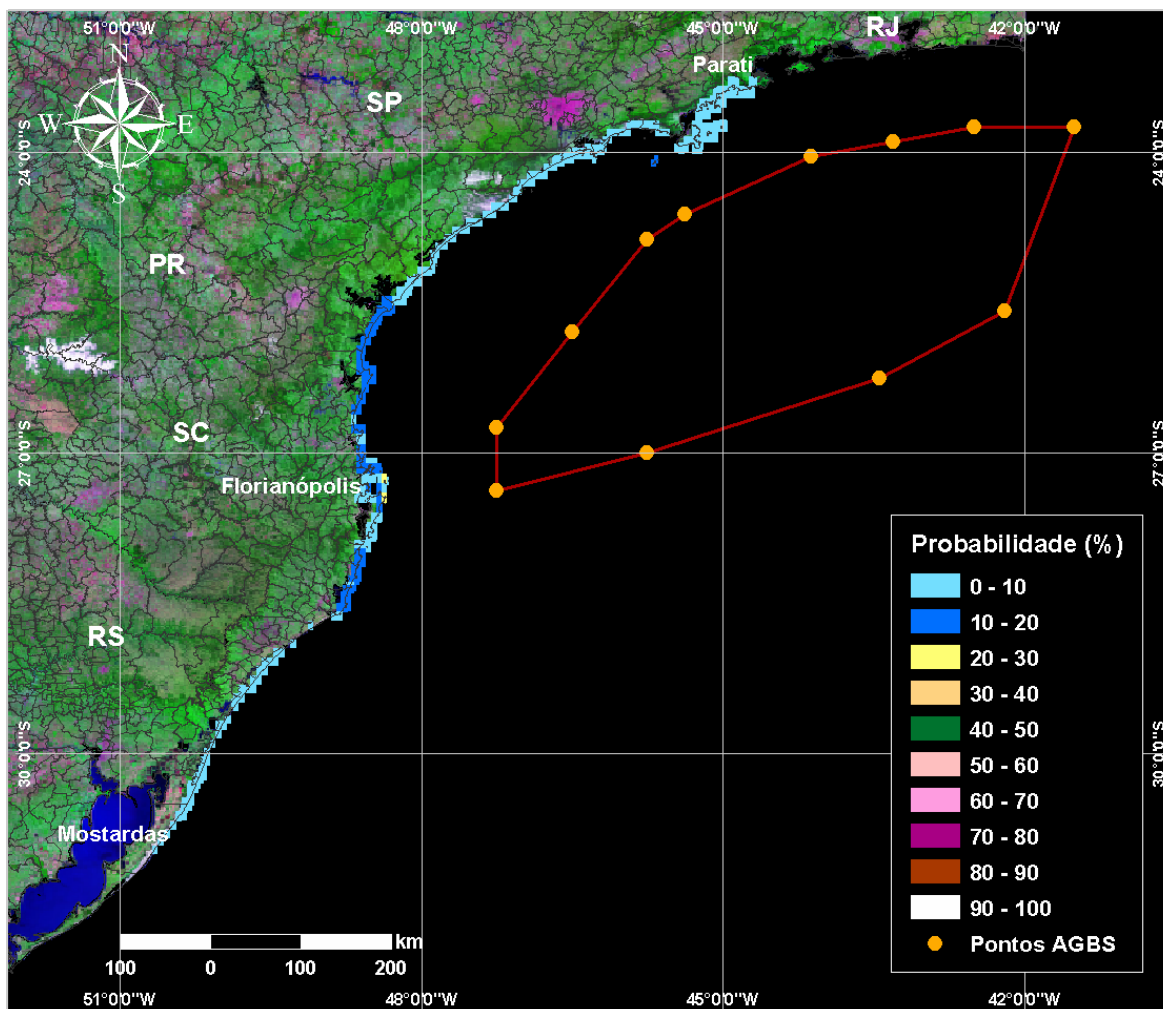 51°0'0"W
48°0'0"W
45°0'0"W
42°0'0"W
RJ
N
W
E
S
Parati
SP
24°0'0"S
24°0'0"S
PR
SC
27°0'0"S
27°0'0"S
Florianópolis
Probabilidade (%)
0 - 10
10 - 20
20 - 30
30 - 40
40 - 50
50 - 60
60 - 70
70 - 80
80 - 90
90 - 100
Pontos AGBS
RS
30°0'0"S
30°0'0"S
Mostardas
km
100
0
100
200
51°0'0"W
48°0'0"W
45°0'0"W
42°0'0"W